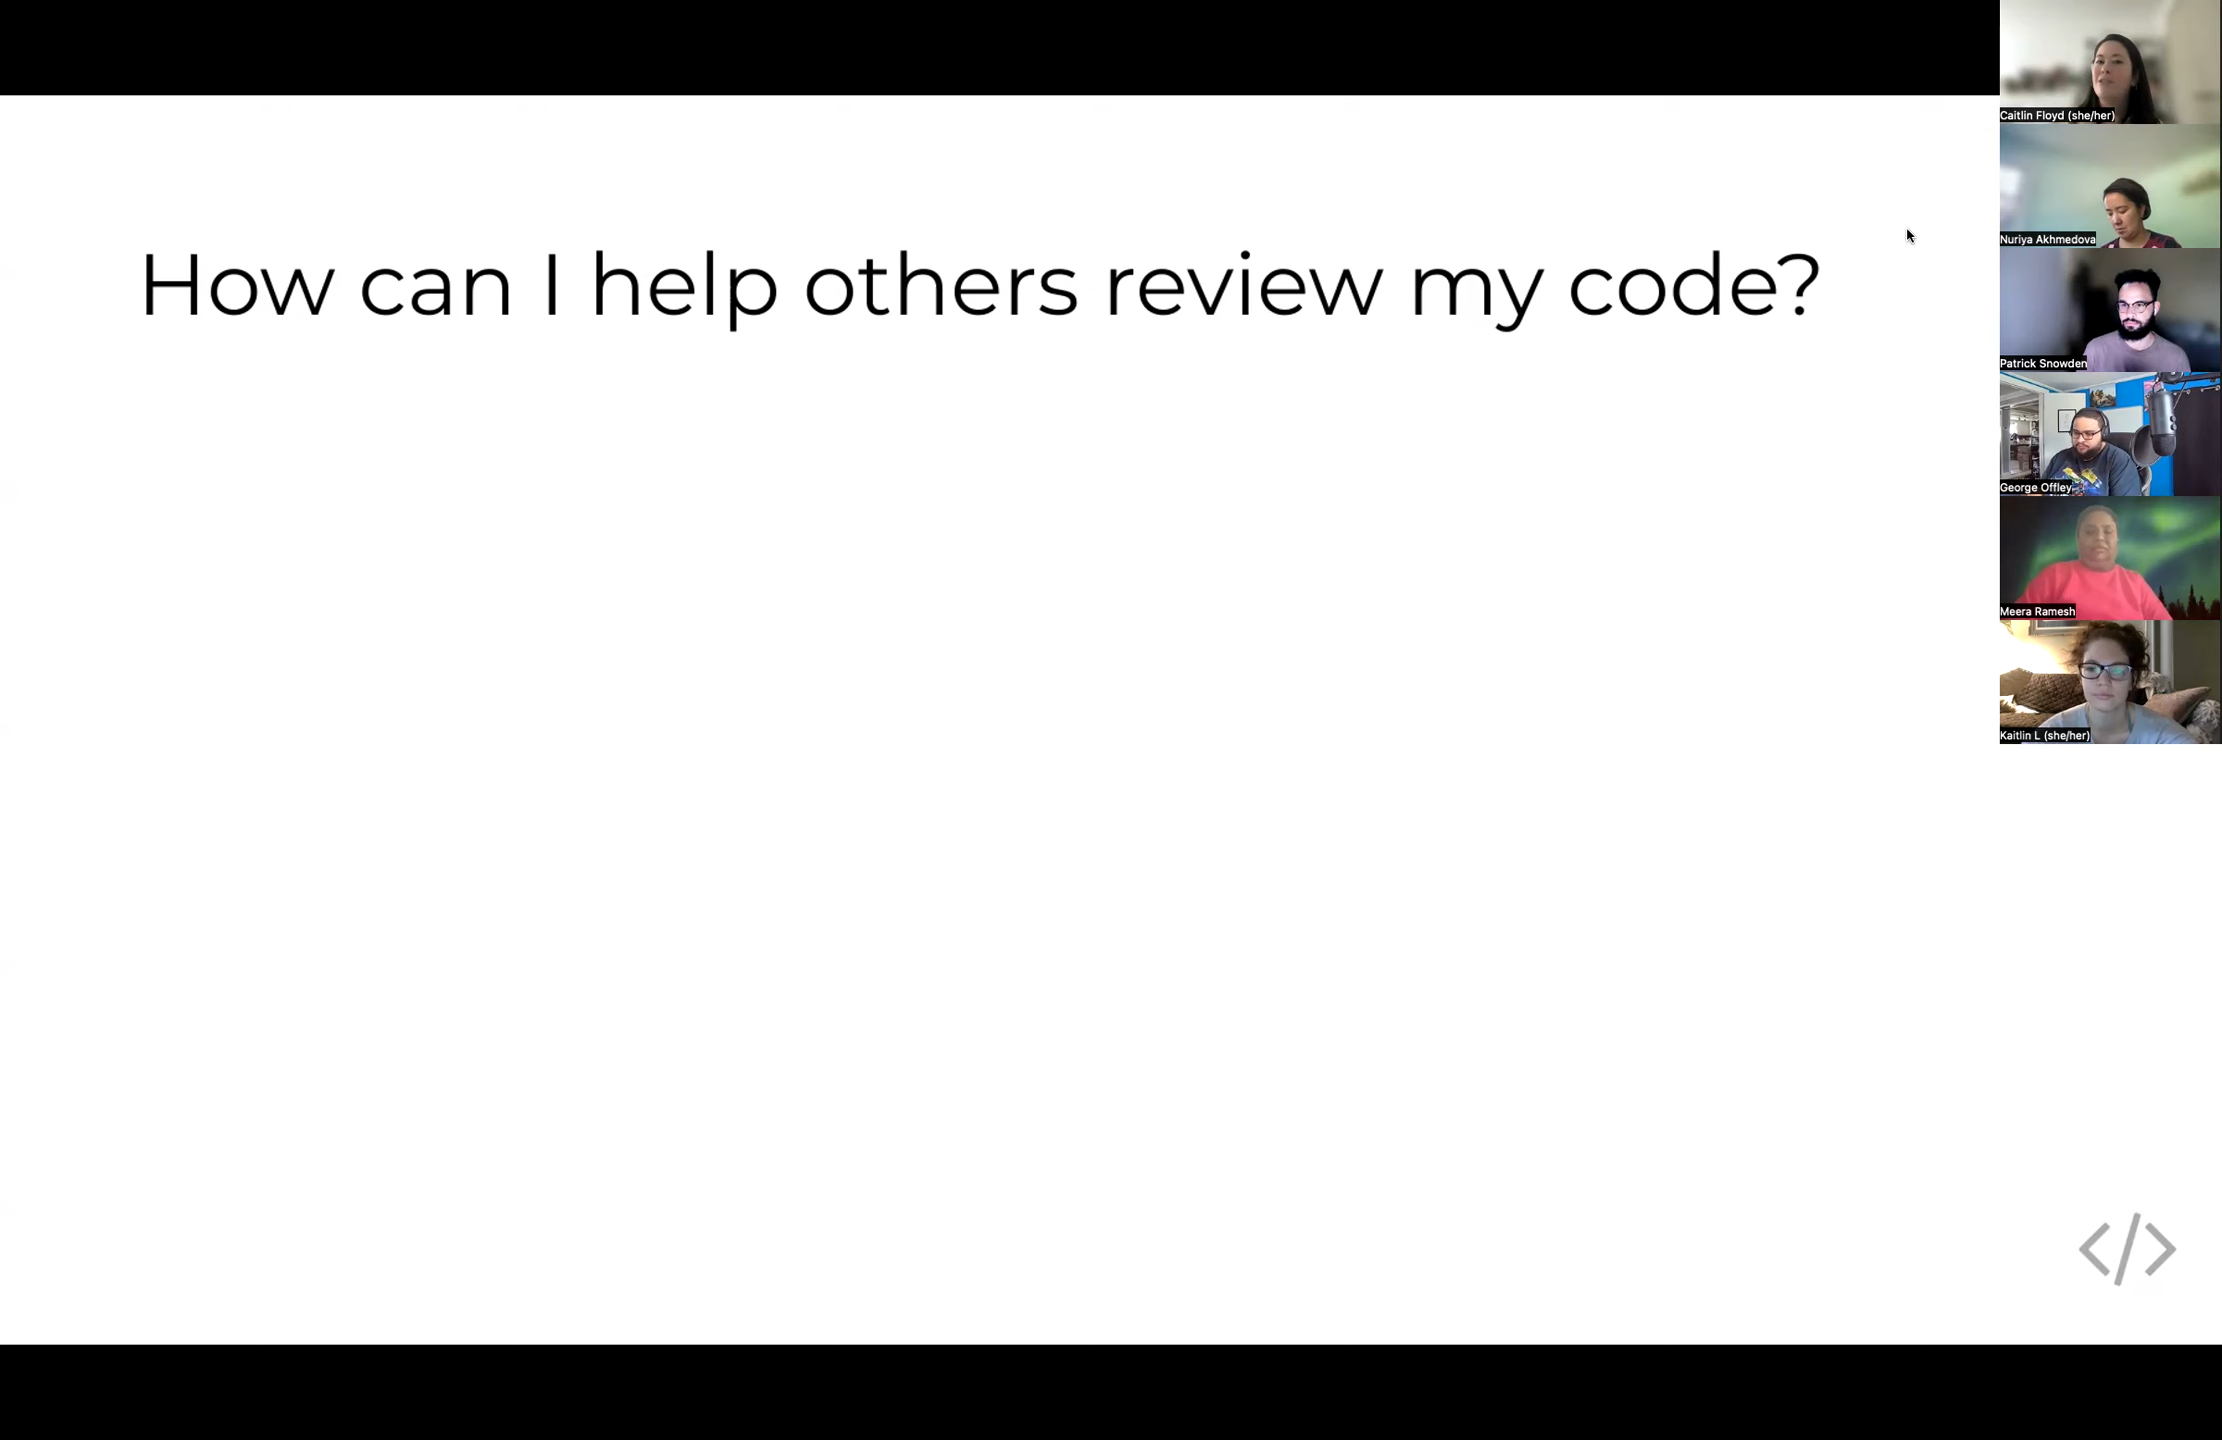 How can I help others review my code?
Caitlin Floyd (she/her)
Nuriya Akhmedova
Patrick Snowden
George Offley
Meera Ramesh
Kaitlin L (she/her)
</>